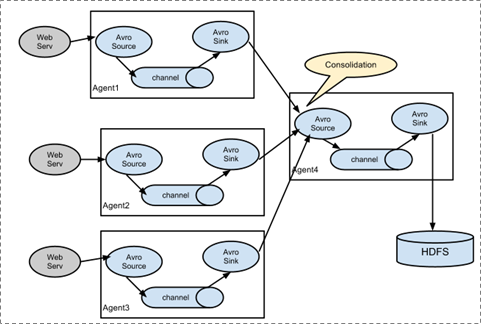 Web
Serv
Avro
Source
Avro
Sink
channel
Agent1
Consolidation
Web
Serv
Avro
Source
Avro
Sink
channel
Agent2
Avro
Source
Avro
Sink
channel
Agent4
Web
Serv
Avro
Source
Avro
Sink
channel
Agent3
HDFS